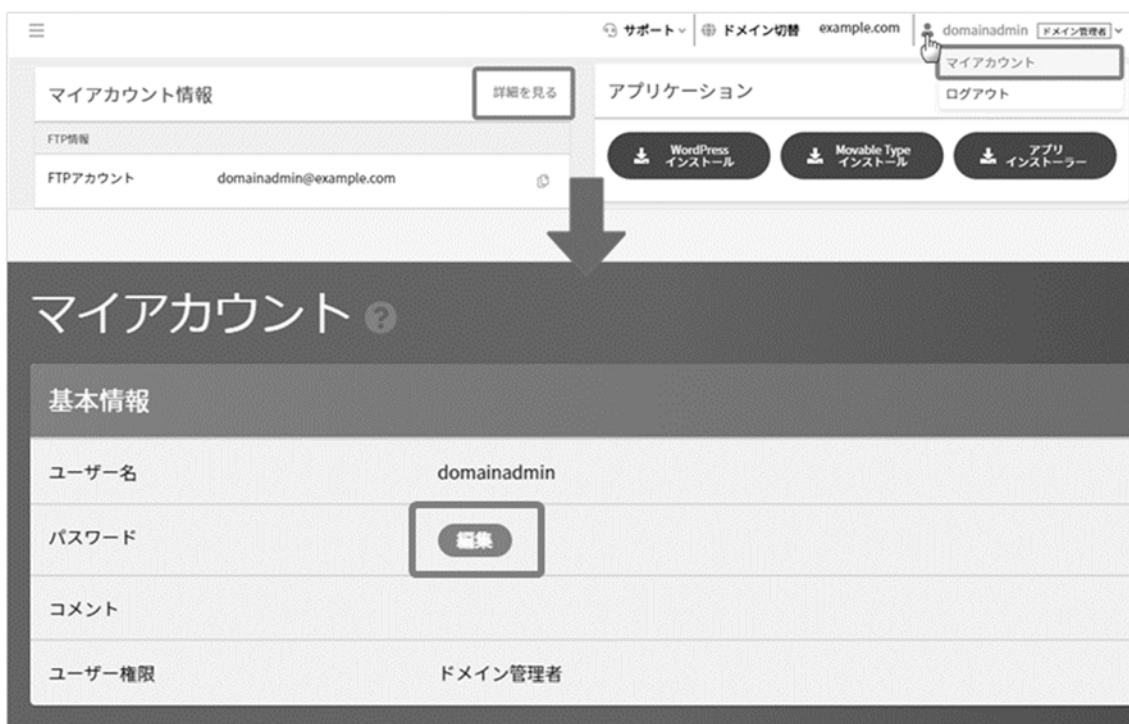 サポート ドメイン切替 example.com domainadmin ドメイン管理者
マイアカウント
ログアウト
マイアカウント情報 詳細を見る
FTP情報
FTPアカウント domainadmin@example.com
アプリケーション
WordPress
インストール
Movable Type
インストール
アプリ
インストーラー
マイアカウント ?
基本情報
ユーザー名 domainadmin
パスワード 編集
コメント
ユーザー権限 ドメイン管理者